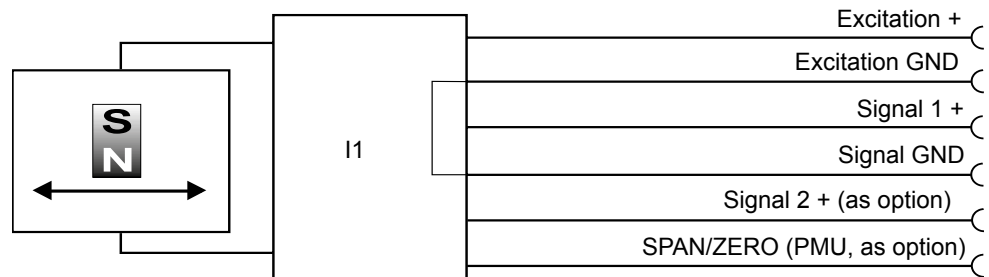 Excitation +
Excitation GND
Signal 1 +
Signal GND
Signal 2 + (as option)
SPAN/ZERO (PMU, as option)
S
N
I1